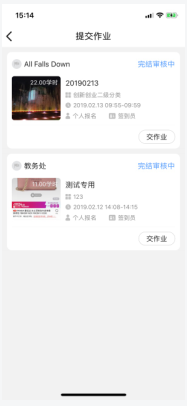 15:14
提交作业
All Falls Down
完结审核中
22.00学时
20190213
创新创业二级分类
2019.02.13 09:55-09:59
个人报名 签到员
交作业
教务处
完结审核中
11.00学时
测试专用
123
2019.02.12 14:08-14:15
个人报名 签到员
交作业